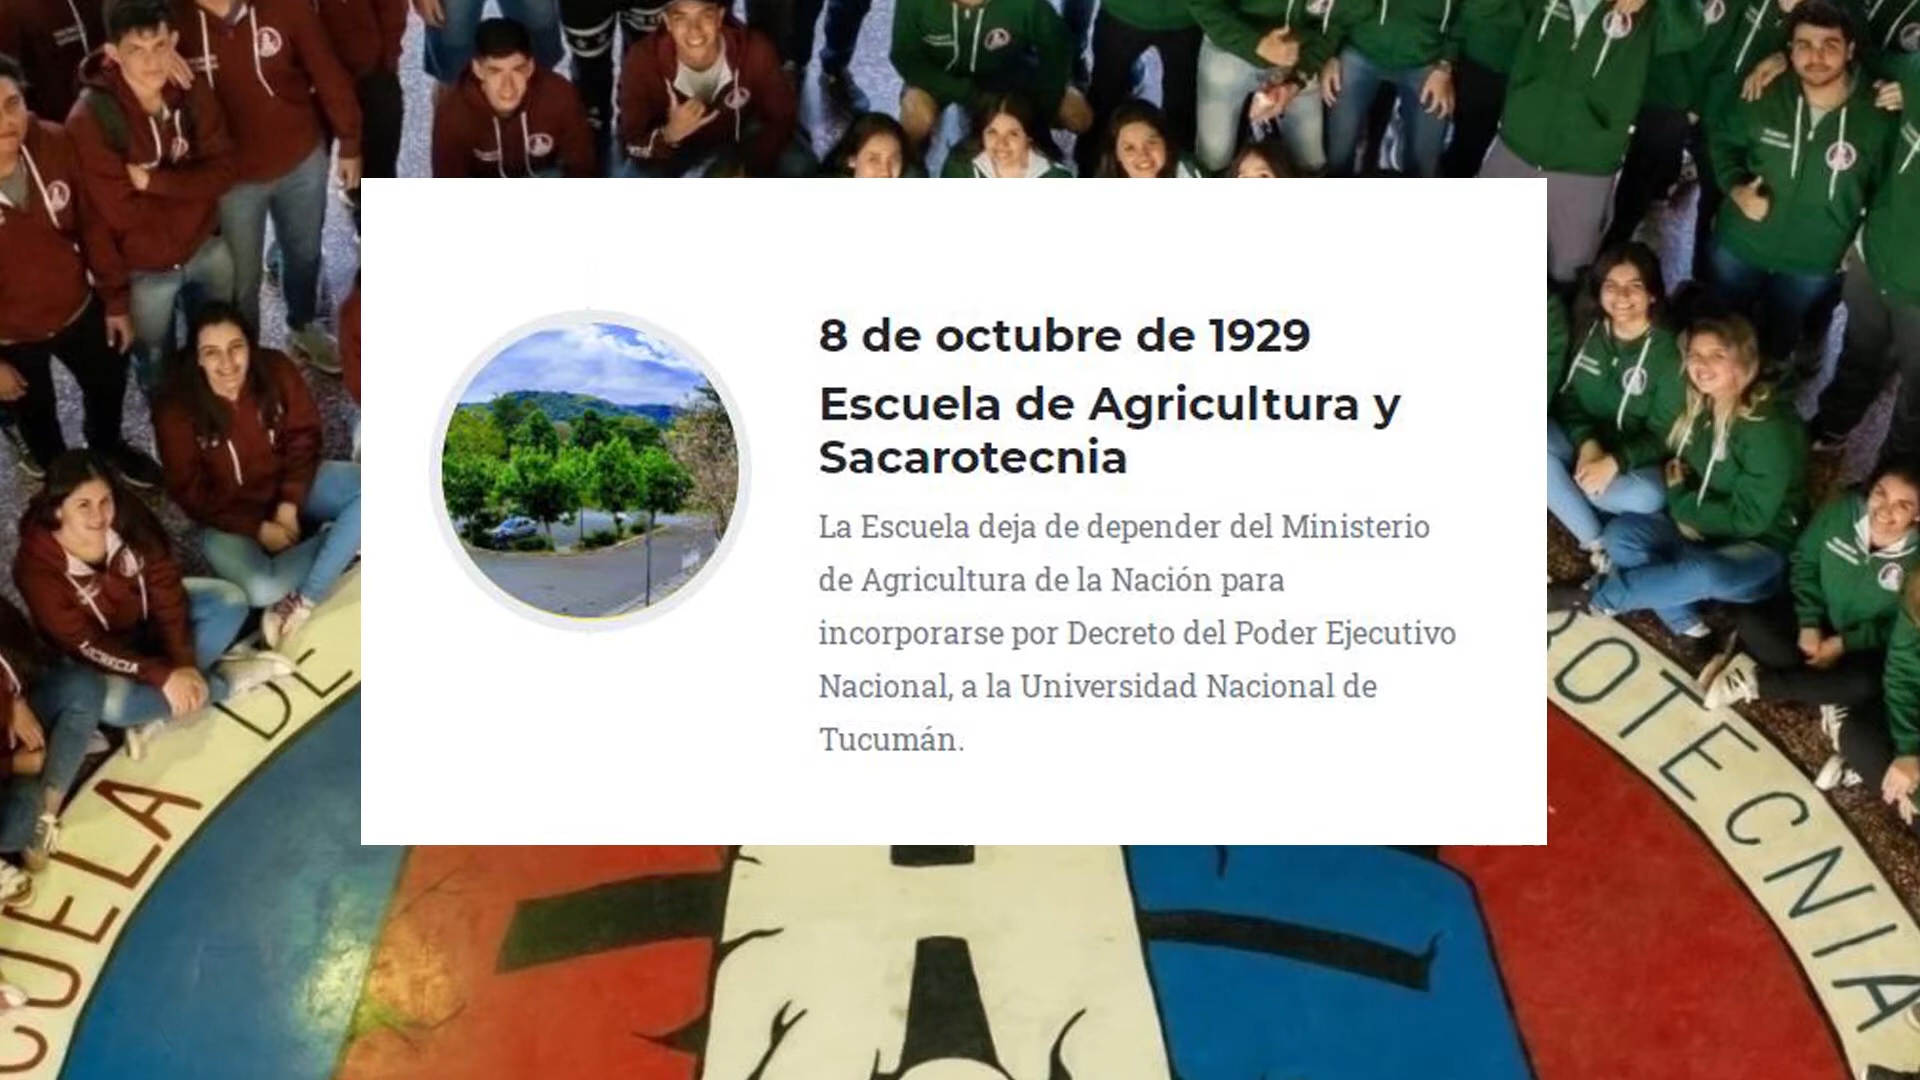 8 de octubre de 1929
Escuela de Agricultura y
Sacarotecnia
La Escuela deja de depender del Ministerio
de Agricultura de la Nación para
incorporarse por Decreto del Poder Ejecutivo
Nacional, a la Universidad Nacional de
Tucumán.
CUELA DE
OTECNIA